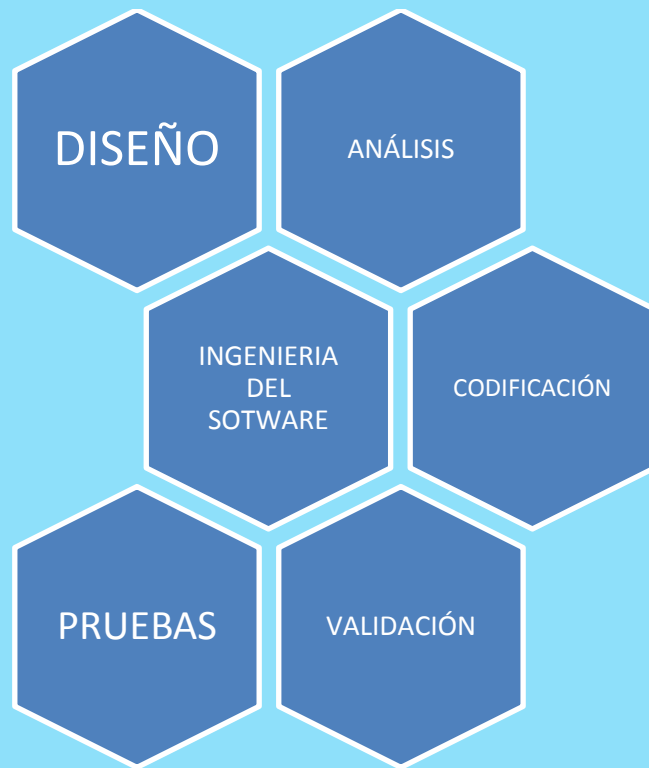 DISEÑO
ANÁLISIS
INGENIERIA
DEL
SOTWARE
CODIFICACIÓN
PRUEBAS
VALIDACIÓN